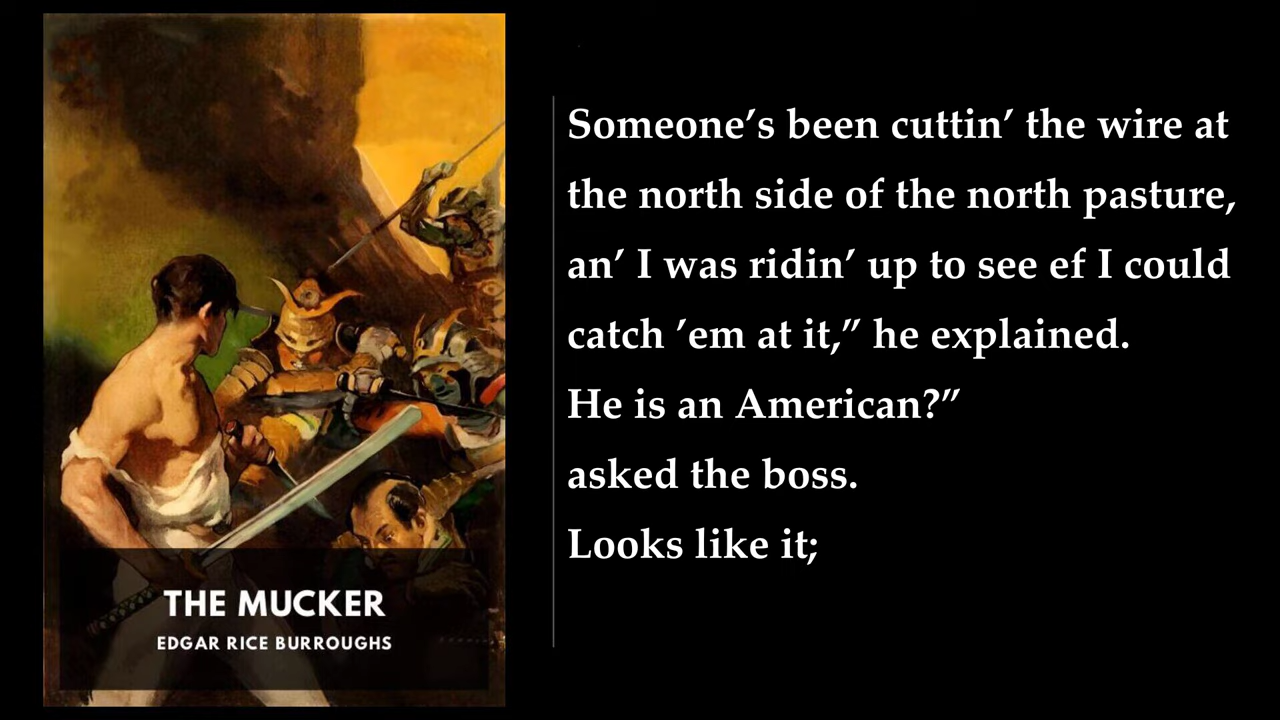 Someone’s been cuttin’ the wire at
the north side of the north pasture,
an’ I was ridin’ up to see ef I could
catch ’em at it,” he explained.
He is an American?”
asked the boss.
Looks like it;
THE MUCKER
EDGAR RICE BURROUGHS